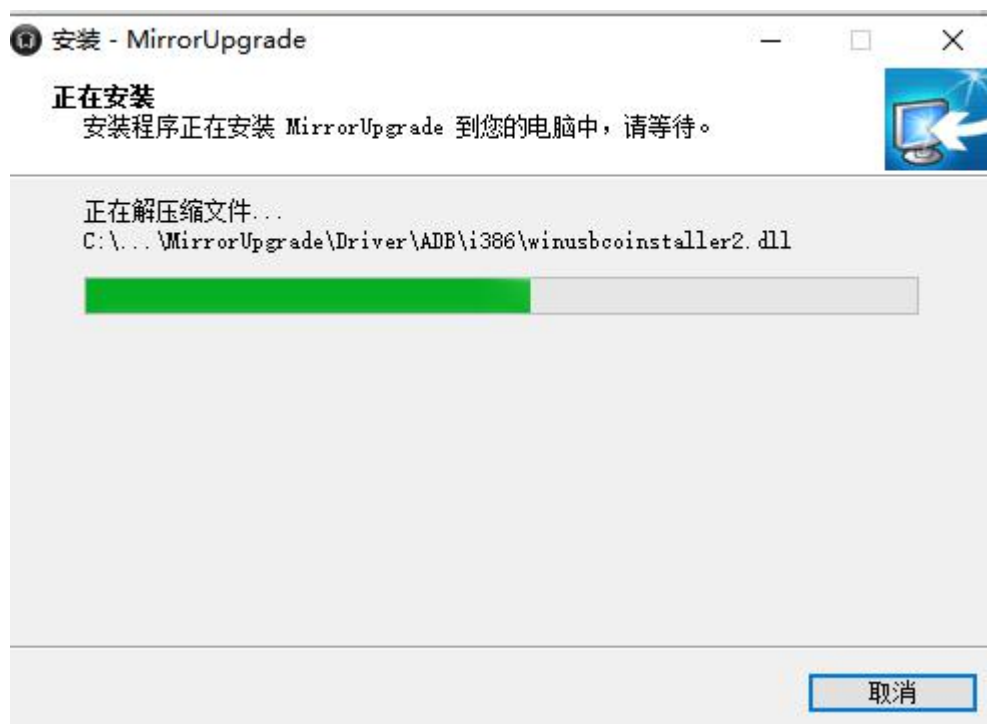 安装 - MirrorUpgrade
正在安装
安装程序正在安装 MirrorUpgrade 到您的电脑中，请等待。
正在解压缩文件...
C:\...\MirrorUpgrade\Driver\ADB\i386\winusbcoinstaller2.dll
取消